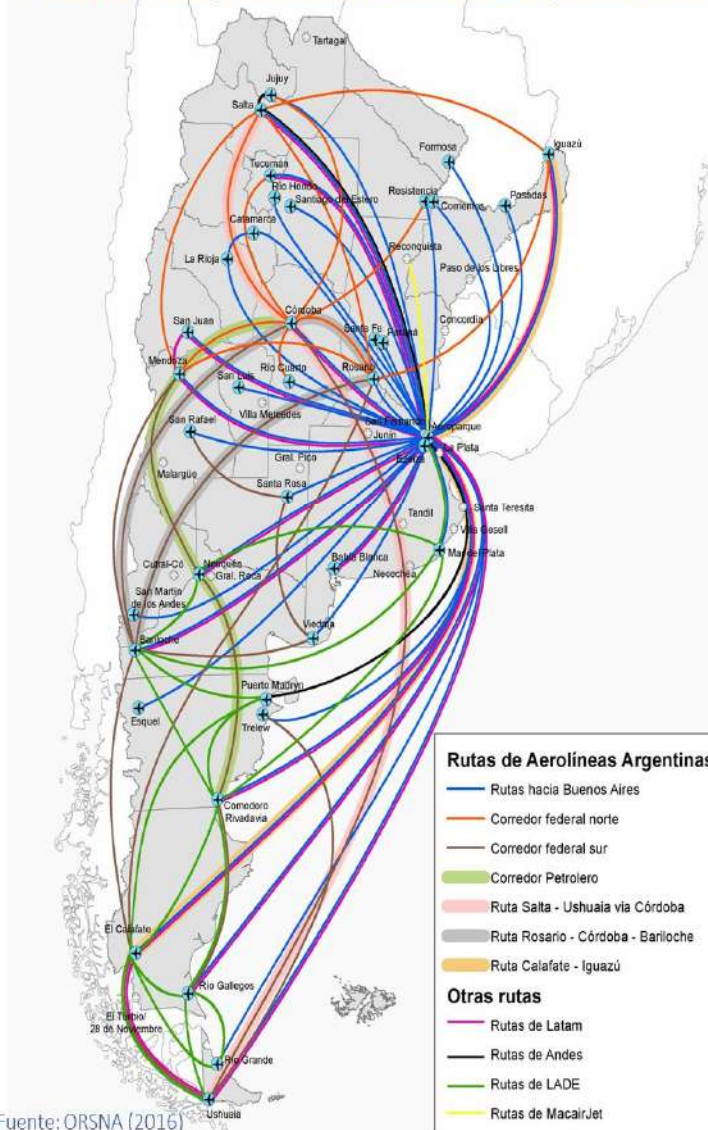 Tartagal
Jujuy
Salta
Tucumán
Formosa
Iguazú
Río Hondo
Santiago del Estero
Resistencia
Corrientes
Posadas
Catamarca
La Rioja
Reconquista
Paso de los Libres
Córdoba
Concordia
San Juan
Santa Fe
Paraná
Mendoza
San Luis
Río Cuarto
Rosario
Villa Mercedes
San Rafael
San Fernando
Aeroparque
Junín
La Plata
Ezeiza
Malargüe
Gral. Pico
Santa Rosa
Santa Teresita
Tandil
Villa Gesell
Mar del Plata
Cutral-Có
Neuquén
Gral. Roca
Bahía Blanca
Necochea
San Martín
de los Andes
Bariloche
Viedma
Puerto Madryn
Esquel
Trelew
Comodoro
Rivadavia
El Calafate
Río Gallegos
El Turbio/
28 de Noviembre
Río Grande
Ushuaia
Rutas de Aerolíneas Argentinas
Rutas hacia Buenos Aires
Corredor federal norte
Corredor federal sur
Corredor Petrolero
Ruta Salta - Ushuaia via Córdoba
Ruta Rosario - Córdoba - Bariloche
Ruta Calafate - Iguazú
Otras rutas
Rutas de Latam
Rutas de Andes
Rutas de LADE
Rutas de MacairJet
Fuente: ORSNA (2016)